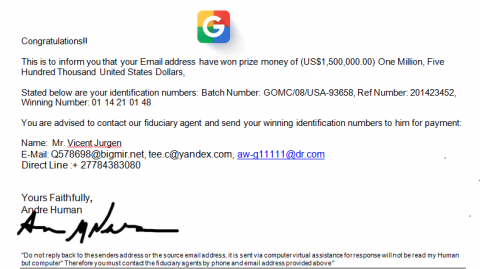 Congratulations!!
This is to inform you that your Email address have won prize money of (US$1,500,000.00) One Million, Five
Hundred Thousand United States Dollars,
Stated below are your identification numbers: Batch Number: GOMC/08/USA-93658, Ref Number: 201423452,
Winning Number: 01 14 21 01 48
You are advised to contact our fiduciary agent and send your winning identification numbers to him for payment:
Name: Mr. Vicent Jurgen
E-Mail: Q578698@bigmir.net, tee.c@yandex.com, aw-g11111@dr.com
Direct Line :+ 27784383080
Yours Faithfully,
Andre Human
"Do not reply back to the senders address or the source email address, it is sent via computer virtual assistance for response will not be read my Human
but computer" Therefore you must contact the fiduciary agents by phone and email address provided above"